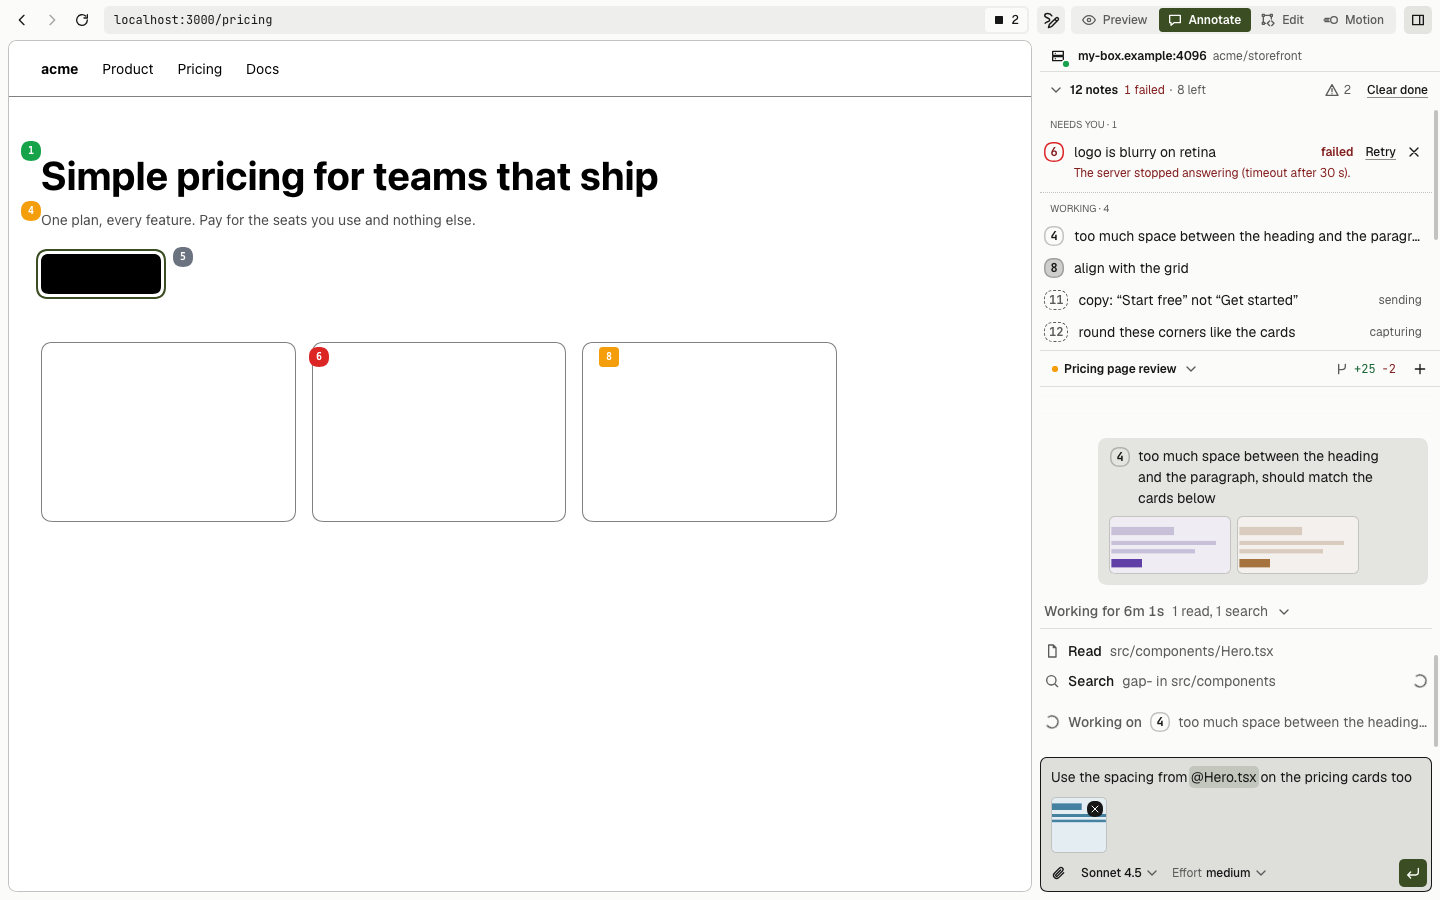 localhost:3000/pricing
2
Preview
Annotate
Edit
Motion
acme
Product
Pricing
Docs
1
Simple pricing for teams that ship
4
One plan, every feature. Pay for the seats you use and nothing else.
5
6
8
my-box.example:4096 acme/storefront
12 notes 1 failed · 8 left
2
Clear done
NEEDS YOU · 1
6 logo is blurry on retina failed Retry
The server stopped answering (timeout after 30 s).
WORKING · 4
4 too much space between the heading and the paragr…
8 align with the grid
11 copy: “Start free” not “Get started” sending
12 round these corners like the cards capturing
Pricing page review +25 -2
4 too much space between the heading
and the paragraph, should match the
cards below
Working for 6m 1s 1 read, 1 search
Read src/components/Hero.tsx
Search gap- in src/components
Working on 4 too much space between the heading…
Use the spacing from @Hero.tsx on the pricing cards too
Sonnet 4.5 Effort medium